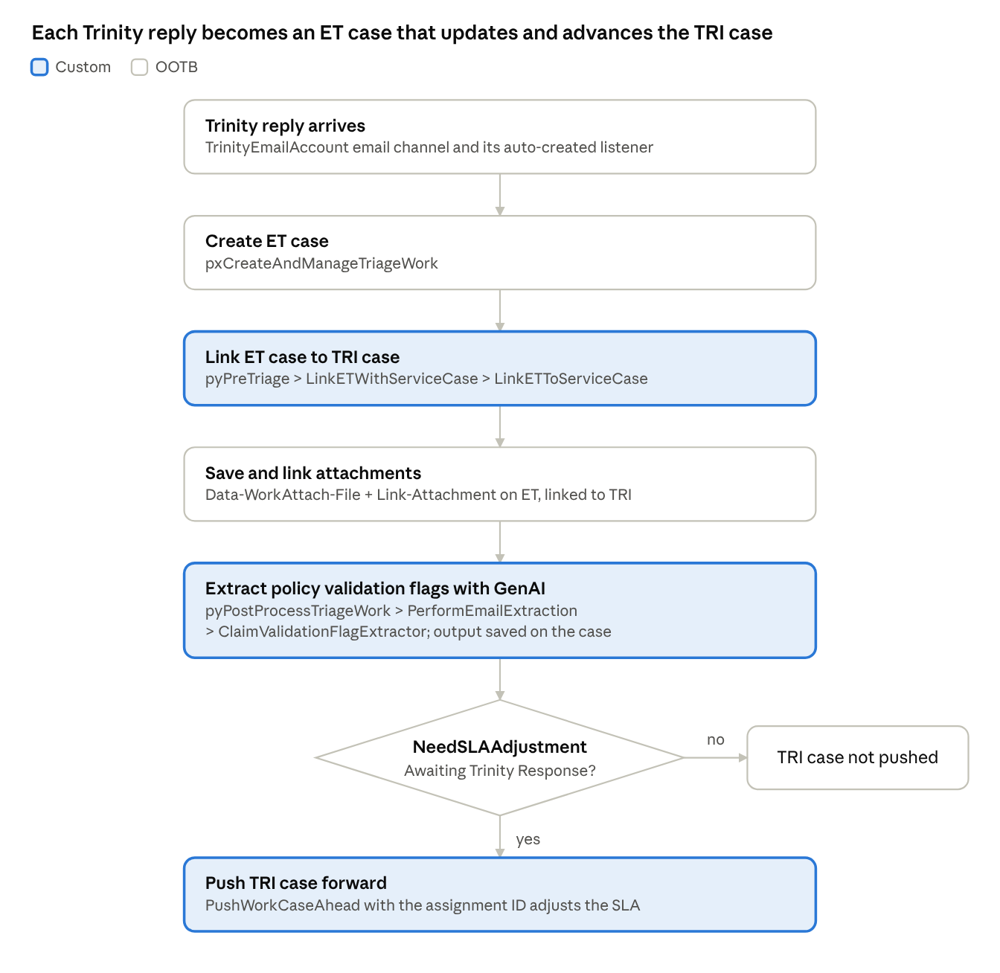 Each Trinity reply becomes an ET case that updates and advances the TRI case
Custom
OOTB
Trinity reply arrives
TrinityEmailAccount email channel and its auto-created listener
Create ET case
pxCreateAndManageTriageWork
Link ET case to TRI case
pyPreTriage > LinkETWithServiceCase > LinkETToServiceCase
Save and link attachments
Data-WorkAttach-File + Link-Attachment on ET, linked to TRI
Extract policy validation flags with GenAI
pyPostProcessTriageWork > PerformEmailExtraction
> ClaimValidationFlagExtractor; output saved on the case
NeedSLAAdjustment
Awaiting Trinity Response?
no
TRI case not pushed
yes
Push TRI case forward
PushWorkCaseAhead with the assignment ID adjusts the SLA